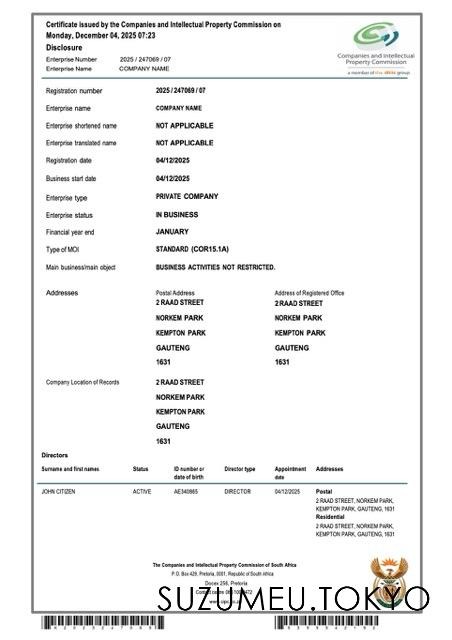 Certificate issued by the Companies and Intellectual Property Commission on
Monday, December 04, 2025 07:23
Disclosure
Enterprise Number 2025 / 247069 / 07
Enterprise Name COMPANY NAME
Companies and Intellectual
Property Commission
a member of the dtic group
Registration number 2025 / 247069 / 07
Enterprise name COMPANY NAME
Enterprise shortened name NOT APPLICABLE
Enterprise translated name NOT APPLICABLE
Registration date 04/12/2025
Business start date 04/12/2025
Enterprise type PRIVATE COMPANY
Enterprise status IN BUSINESS
Financial year end JANUARY
Type of MOI STANDARD (COR15.1A)
Main business/main object BUSINESS ACTIVITIES NOT RESTRICTED.
Addresses Postal Address Address of Registered Office
2 RAAD STREET 2 RAAD STREET
NORKEM PARK NORKEM PARK
KEMPTON PARK KEMPTON PARK
GAUTENG GAUTENG
1631 1631
Company Location of Records 2 RAAD STREET
NORKEM PARK
KEMPTON PARK
GAUTENG
1631
Directors
Surname and first names Status ID number or date of birth Director type Appointment date Addresses
JOHN CITIZEN ACTIVE AE340865 DIRECTOR 04/12/2025 Postal
2 RAAD STREET, NORKEM PARK,
KEMPTON PARK, GAUTENG, 1631
Residential
2 RAAD STREET, NORKEM PARK,
KEMPTON PARK, GAUTENG, 1631
The Companies and Intellectual Property Commission of South Africa
P.O. Box 429, Pretoria, 0001, Republic of South Africa
Docex 256, Pretoria
SUZUMEU.TOKYO